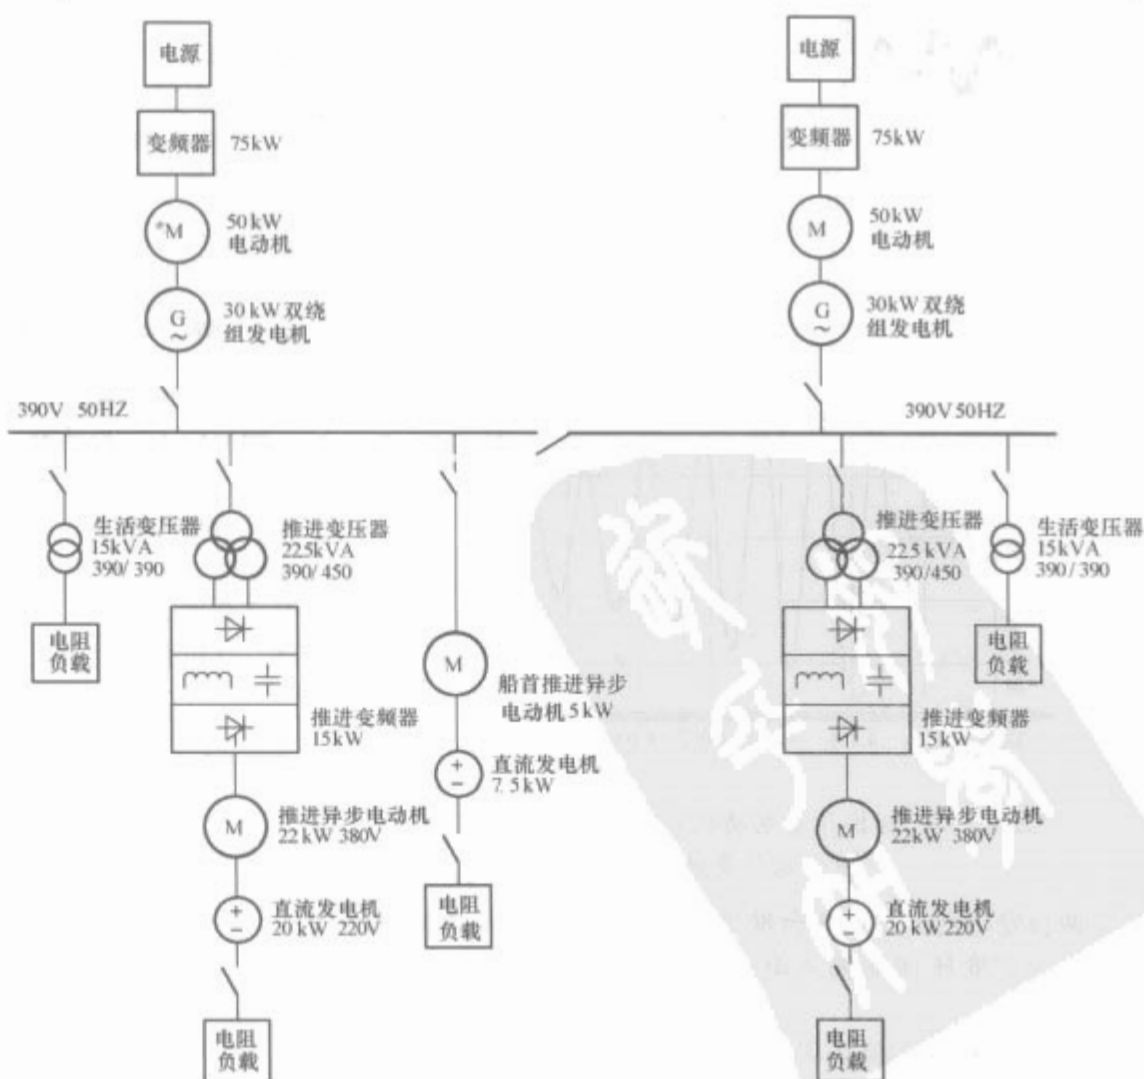 电源
电源
变频器
75kW
变频器
75kW
*M
50kW
电动机
M
50kW
电动机
G
~
30kW双绕
组发电机
G
~
30kW双绕
组发电机
390V 50HZ
390V 50HZ
生活变压器
15kVA
390/390
推进变压器
22.5kVA
390/450
推进变压器
22.5kVA
390/450
生活变压器
15kVA
390/390
电阻
负载
电阻
负载
M
船首推进异步
电动机5kW
推进变频器
15kW
推进变频器
15kW
直流发电机
7.5kW
M
推进异步电动机
22kW 380V
M
推进异步电动机
22kW 380V
直流发电机
20kW 220V
电阻
负载
直流发电机
20kW 220V
电阻
负载
电阻
负载